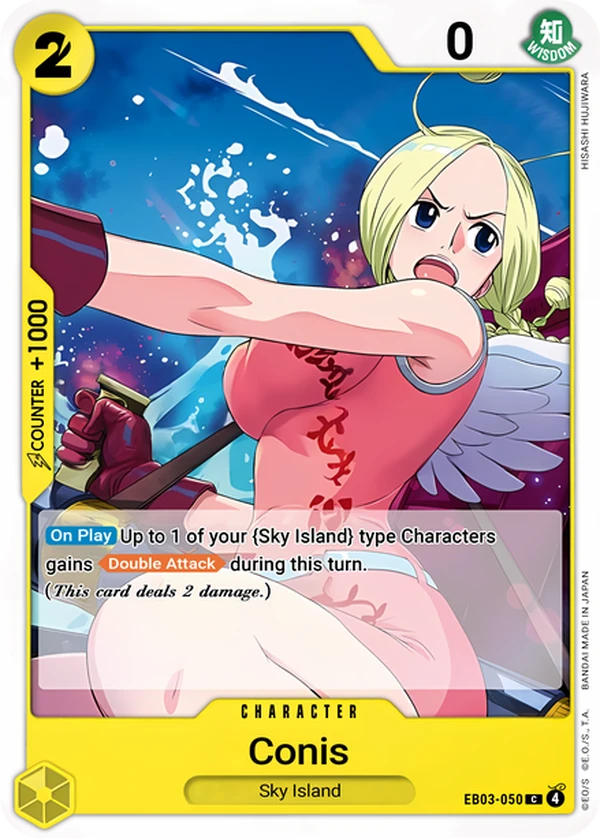 2
0
知
WISDOM
HISASHI HUJIWARA
COUNTER +1000
On Play Up to 1 of your {Sky Island} type Characters
gains Double Attack during this turn.
(This card deals 2 damage.)
CHARACTER
Conis
Sky Island
EB03-050 C 4
©EO/S ©E.O./S., T.A. BANDAI MADE IN JAPAN